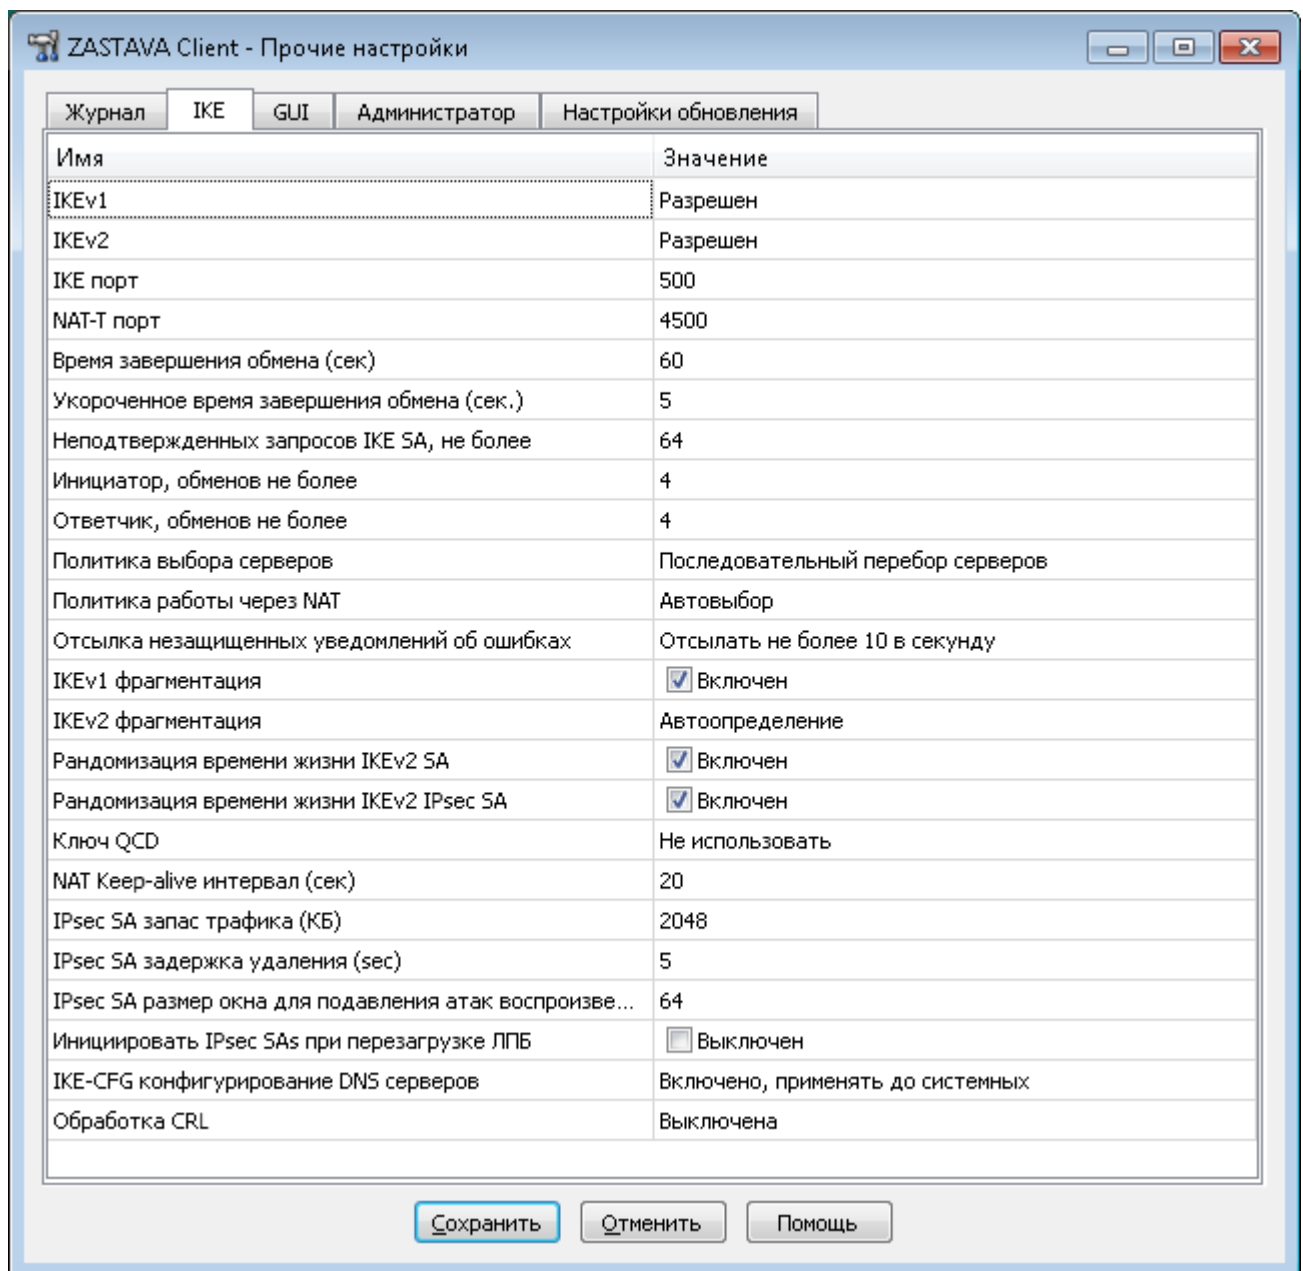 ZASTAVA Client - Прочие настройки
Журнал IKE GUI Администратор Настройки обновления
Имя Значение
IKEv1 Разрешен
IKEv2 Разрешен
IKE порт 500
NAT-T порт 4500
Время завершения обмена (сек) 60
Укороченное время завершения обмена (сек.) 5
Неподтвержденных запросов IKE SA, не более 64
Инициатор, обменов не более 4
Ответчик, обменов не более 4
Политика выбора серверов Последовательный перебор серверов
Политика работы через NAT Автовыбор
Отсылка незащищенных уведомлений об ошибках Отсылать не более 10 в секунду
IKEv1 фрагментация Включен
IKEv2 фрагментация Автоопределение
Рандомизация времени жизни IKEv2 SA Включен
Рандомизация времени жизни IKEv2 IPsec SA Включен
Ключ QCD Не использовать
NAT Keep-alive интервал (сек) 20
IPsec SA запас трафика (КБ) 2048
IPsec SA задержка удаления (sec) 5
IPsec SA размер окна для подавления атак воспроизве... 64
Инициировать IPsec SAs при перезагрузке ЛПБ Выключен
IKE-CFG конфигурирование DNS серверов Включено, применять до системных
Обработка CRL Выключена
Сохранить Отменить Помощь